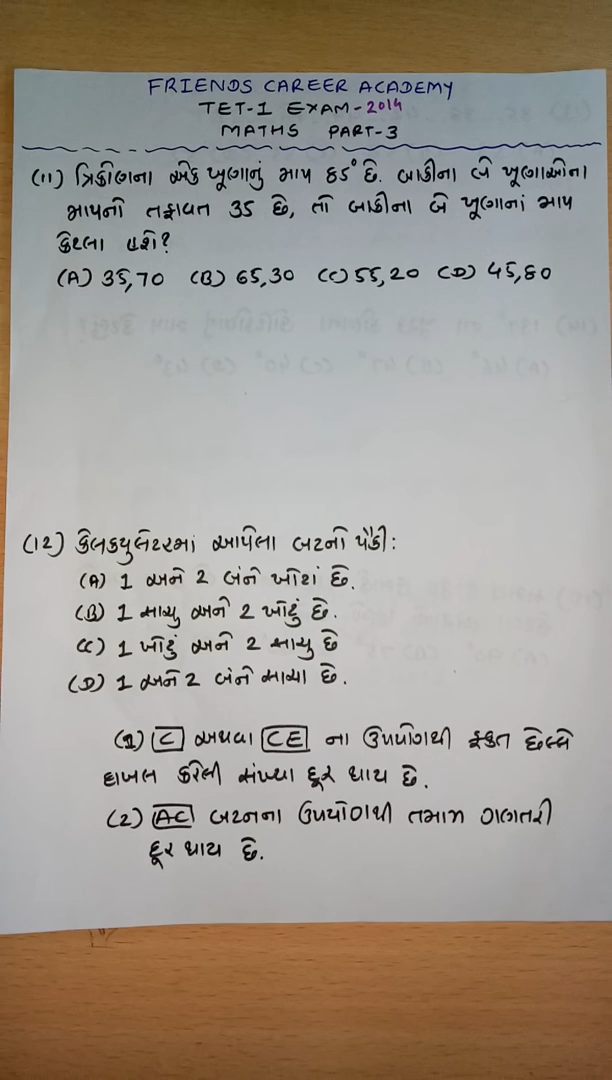 FRIENDS CAREER ACADEMY
TET-1 EXAM-2014
MATHS PART-3
(11) ત્રિકોણના એક ખૂણાનું માપ 85° છે. બાકીના બે ખૂણાઓના
માપનો તફાવત 35 છે, તો બાકીના બે ખૂણાનાં માપ
કેટલા હશે?
(A) 35,70 (B) 65,30 (C) 55,20 (D) 45,80
(12) કેલક્યુલેટરમાં આપેલા બટનો પૈકી:
(A) 1 અને 2 બંને ખોટાં છે.
(B) 1 સાચુ અને 2 ખોટું છે.
(C) 1 ખોટું અને 2 સાચુ છે
(D) 1 અને 2 બંને સાચા છે.
(1) C અથવા CE ના ઉપયોગથી ફક્ત છેલ્લે
દાખલ કરેલી સંખ્યા દૂર થાય છે.
(2) AC બટનના ઉપયોગથી તમામ ગણતરી
દૂર થાય છે.